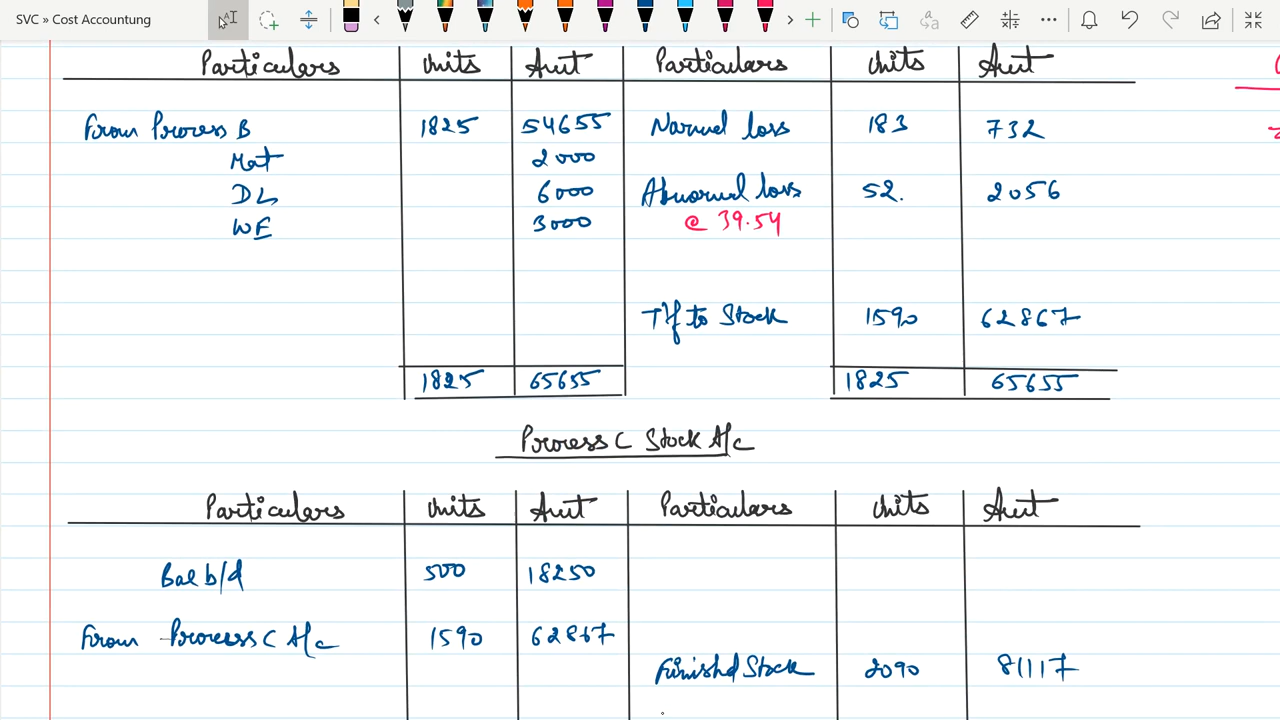 SVC » Cost Accountung
Particulars Units Amt Particulars Units Amt
From Process B 1825 54655 Normal loss 183 732
Mat 2000
DL 6000 Abnormal loss 52. 2056
WE 3000 @ 39.54
Tlf to Stock 1590 62867
1825 65655 1825 65655
Process C Stock A/c
Particulars Units Amt Particulars Units Amt
Bal b/d 500 18250
From Process C A/c 1590 62867
Finished Stock 2090 81117